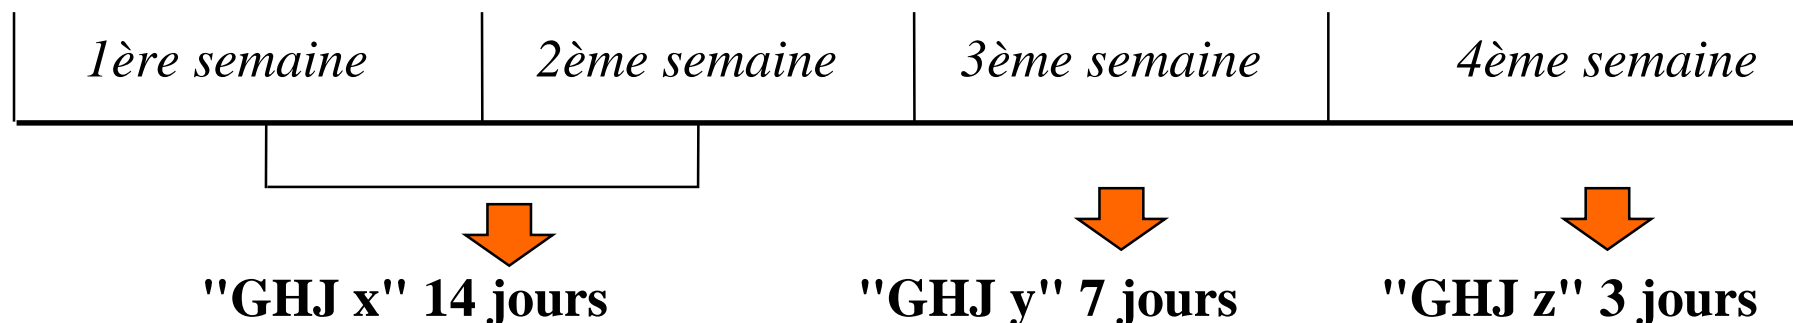 1ère semaine 2ème semaine 3ème semaine 4ème semaine
"GHJ x" 14 jours "GHJ y" 7 jours "GHJ z" 3 jours